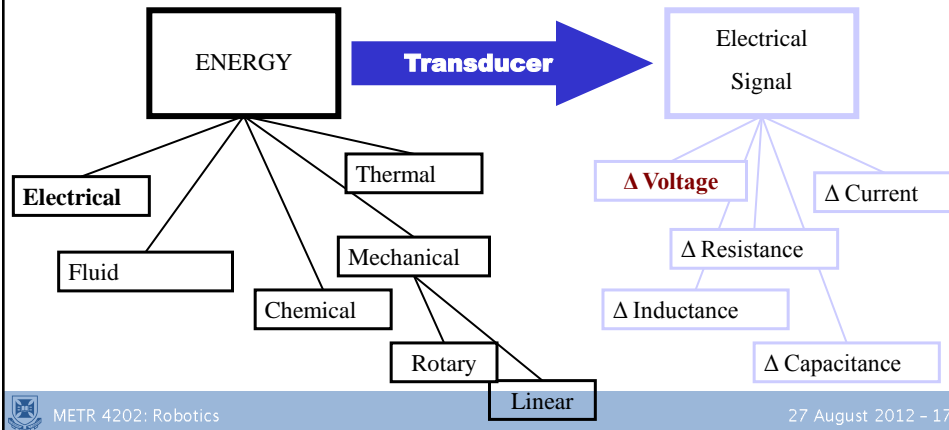 ENERGY
Transducer
Electrical
Signal
Electrical
Thermal
Fluid
Mechanical
Chemical
Rotary
Linear
Δ Voltage
Δ Current
Δ Resistance
Δ Inductance
Δ Capacitance
METR 4202: Robotics
27 August 2012 – 17